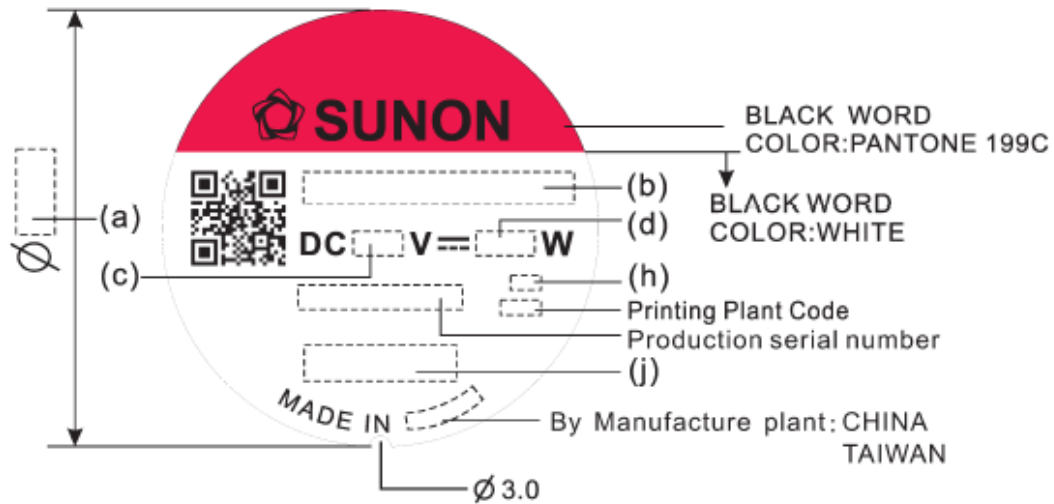 SUNON
BLACK WORD
COLOR:PANTONE 199C
BLACK WORD
COLOR:WHITE
(a)
(b)
(c)
(d)
DC V W
(h)
Printing Plant Code
Production serial number
(j)
MADE IN
By Manufacture plant: CHINA
TAIWAN
Ø
Ø 3.0